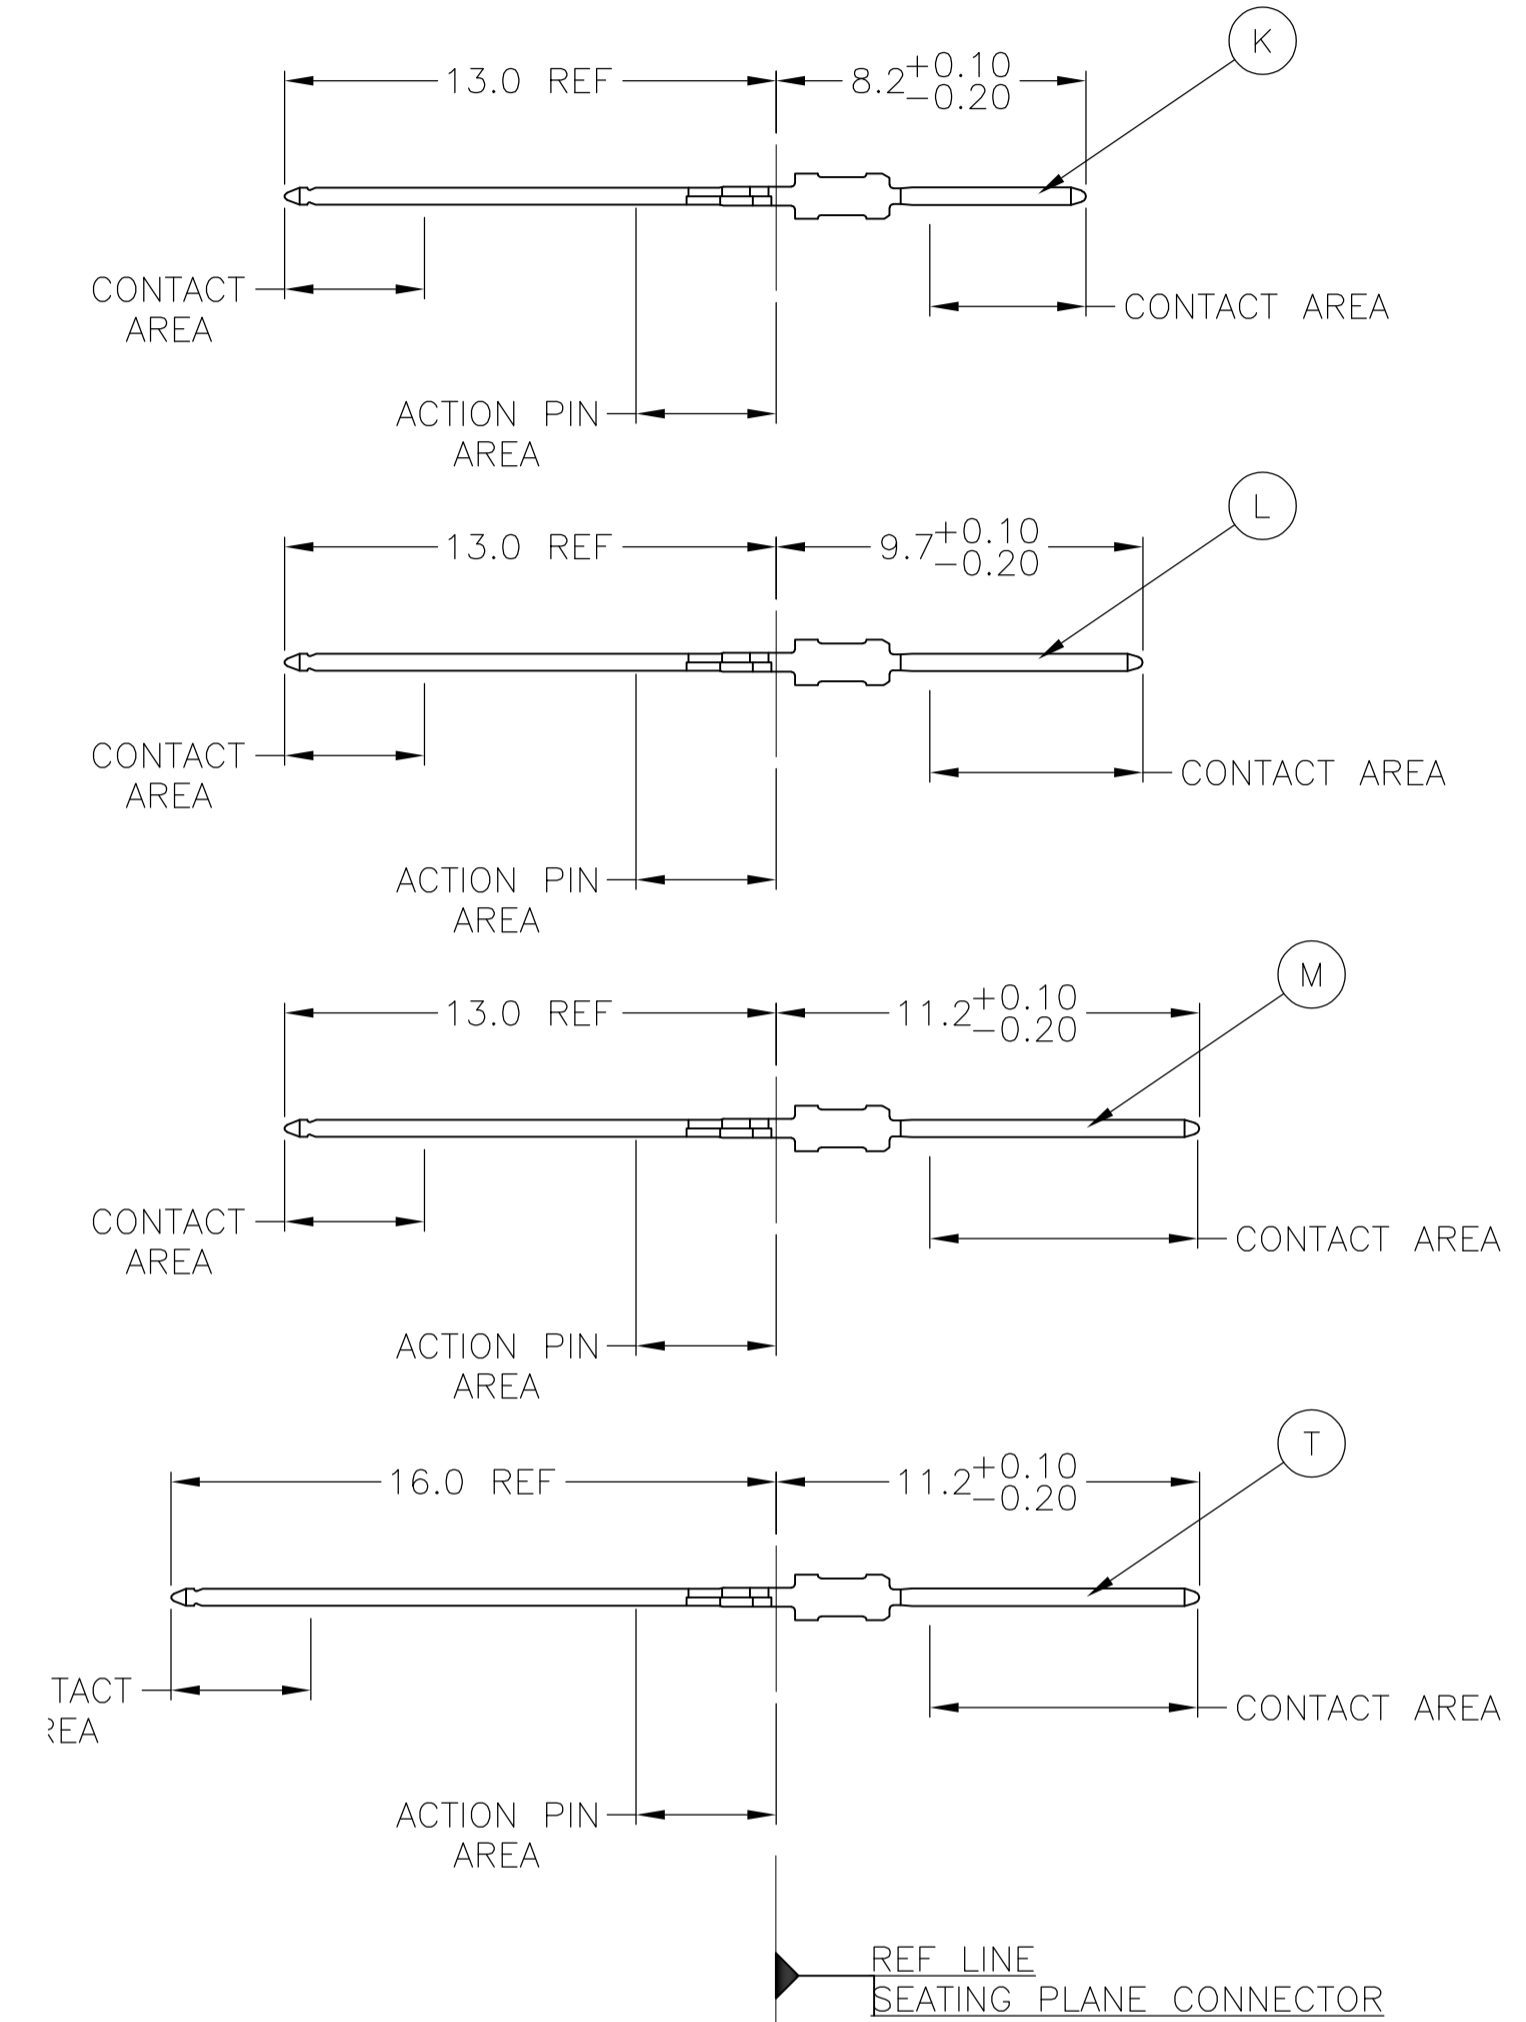 K
13.0 REF
8.2 +0.10
-0.20
CONTACT
AREA
CONTACT AREA
ACTION PIN
AREA
L
13.0 REF
9.7 +0.10
-0.20
CONTACT
AREA
CONTACT AREA
ACTION PIN
AREA
M
13.0 REF
11.2 +0.10
-0.20
CONTACT
AREA
CONTACT AREA
ACTION PIN
AREA
T
16.0 REF
11.2 +0.10
-0.20
TACT
REA
CONTACT AREA
ACTION PIN
AREA
REF LINE
SEATING PLANE CONNECTOR